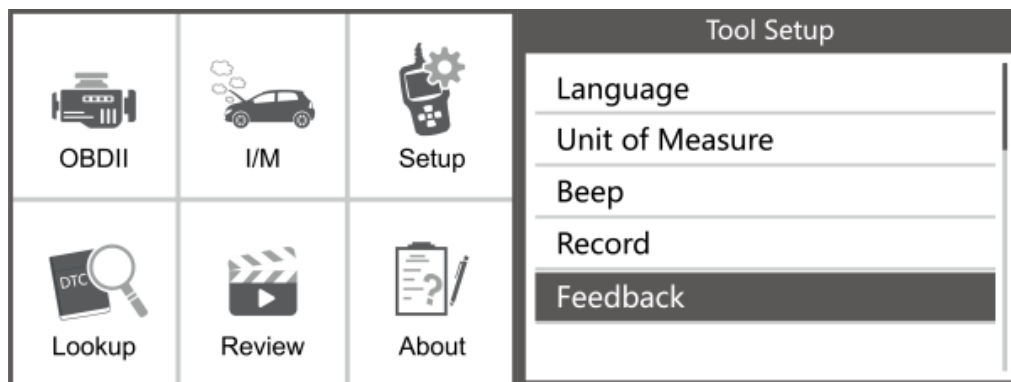 OBDII
I/M
Setup
DTC
Lookup
Review
?
About
Tool Setup
Language
Unit of Measure
Beep
Record
Feedback